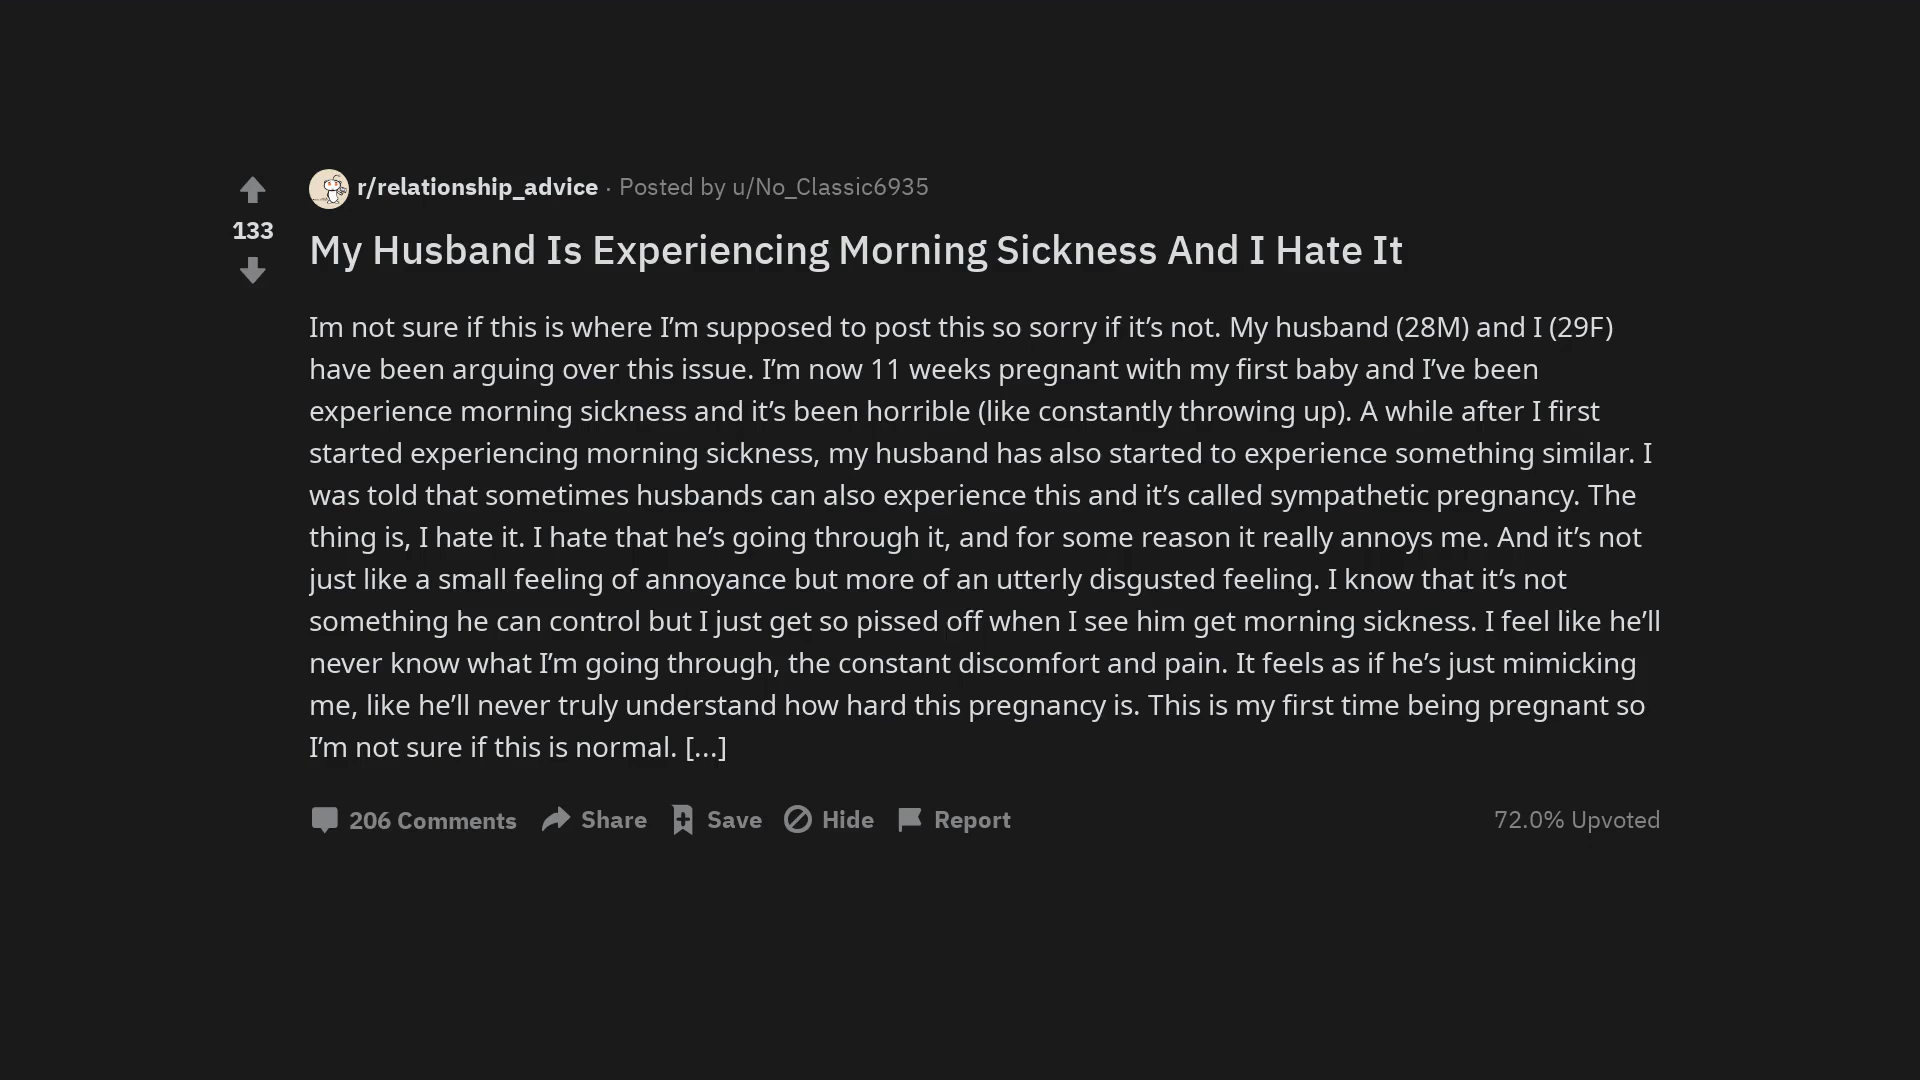 r/relationship_advice · Posted by u/No_Classic6935
133
My Husband Is Experiencing Morning Sickness And I Hate It
Im not sure if this is where I’m supposed to post this so sorry if it’s not. My husband (28M) and I (29F)
have been arguing over this issue. I’m now 11 weeks pregnant with my first baby and I’ve been
experience morning sickness and it’s been horrible (like constantly throwing up). A while after I first
started experiencing morning sickness, my husband has also started to experience something similar. I
was told that sometimes husbands can also experience this and it’s called sympathetic pregnancy. The
thing is, I hate it. I hate that he’s going through it, and for some reason it really annoys me. And it’s not
just like a small feeling of annoyance but more of an utterly disgusted feeling. I know that it’s not
something he can control but I just get so pissed off when I see him get morning sickness. I feel like he’ll
never know what I’m going through, the constant discomfort and pain. It feels as if he’s just mimicking
me, like he’ll never truly understand how hard this pregnancy is. This is my first time being pregnant so
I’m not sure if this is normal. [...]
206 Comments Share Save Hide Report 72.0% Upvoted